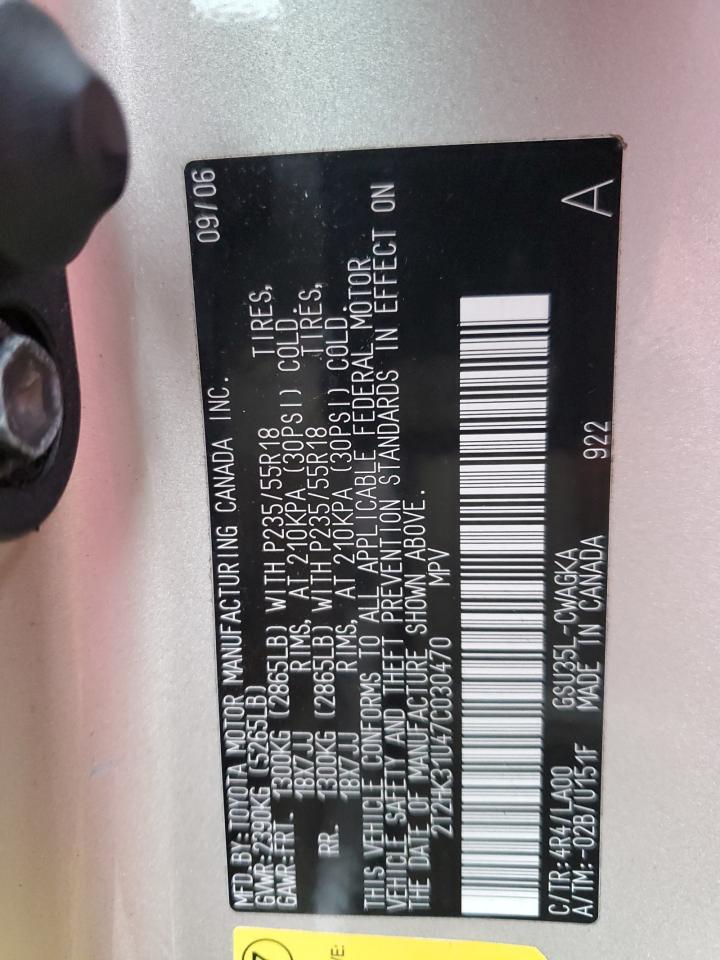 MFD BY: TOYOTA MOTOR MANUFACTURING CANADA INC. 09/06
GVWR:2390KG (5265LB)
GAWR:FRT. 1300KG (2865LB) WITH P235/55R18 TIRES,
18X7JJ RIMS, AT 210KPA (30PSI) COLD.
RR. 1300KG (2865LB) WITH P235/55R18 TIRES,
18X7JJ RIMS, AT 210KPA (30PSI) COLD.
THIS VEHICLE CONFORMS TO ALL APPLICABLE FEDERAL MOTOR
VEHICLE SAFETY AND THEFT PREVENTION STANDARDS IN EFFECT ON
THE DATE OF MANUFACTURE SHOWN ABOVE.
2T2HK31U47C030470 MPV
C/TR:4R4/LA00 GSU35L-CWAGKA 922 A
A/TM:-02B/U151F MADE IN CANADA